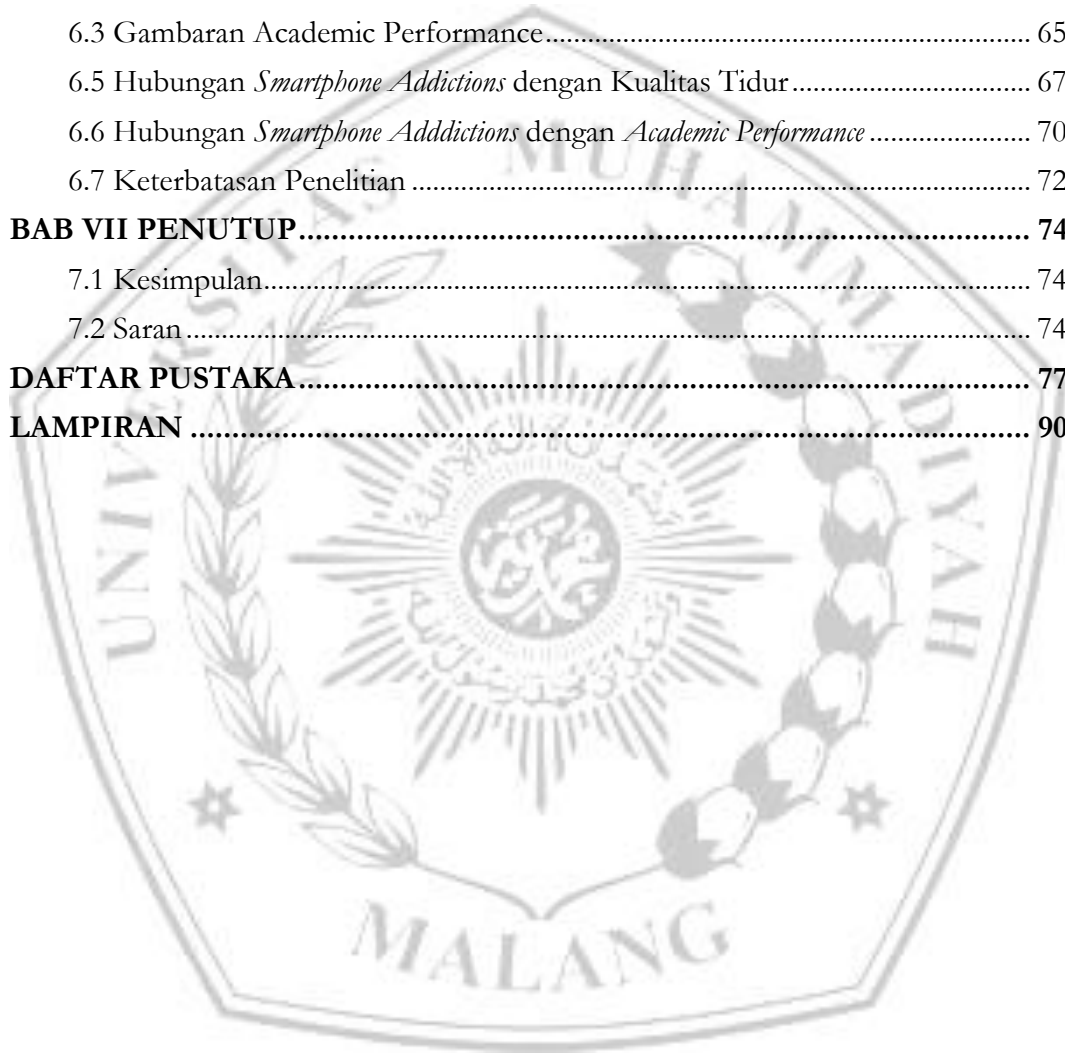 6.3 Gambaran Academic Performance.......................................................................... 65
6.5 Hubungan Smartphone Addictions dengan Kualitas Tidur.................................... 67
6.6 Hubungan Smartphone Adddictions dengan Academic Performance........................ 70
6.7 Keterbatasan Penelitian .............................................................................................. 72
BAB VII PENUTUP................................................................................................ 74
7.1 Kesimpulan................................................................................................................. 74
7.2 Saran ............................................................................................................................ 74
DAFTAR PUSTAKA................................................................................................ 77
LAMPIRAN .............................................................................................................. 90
UNIVERSITAS MUHAMMADIYAH
MALANG